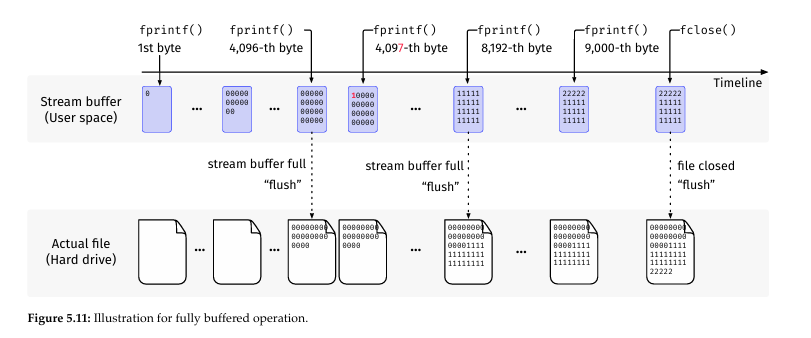 fprintf() fprintf() fprintf() fprintf() fprintf() fclose()
1st byte 4,096-th byte 4,097-th byte 8,192-th byte 9,000-th byte
Timeline
Stream buffer
(User space)
0 ... 00000 ... 00000 10000 ... 11111 ... 22222 22222
00000 00000 00000 11111 11111 11111
00 00000 00000 11111 11111 11111
00000 00000 11111 11111 11111
stream buffer full stream buffer full file closed
“flush” “flush” “flush”
Actual file
(Hard drive)
... ... 00000000 00000000 ... 00000000 ... 00000000 00000000
00000000 00000000 00000000 00000000 00000000
0000 0000 00001111 00001111 00001111
11111111 11111111 11111111
11111111 11111111 11111111
22222
Figure 5.11: Illustration for fully buffered operation.